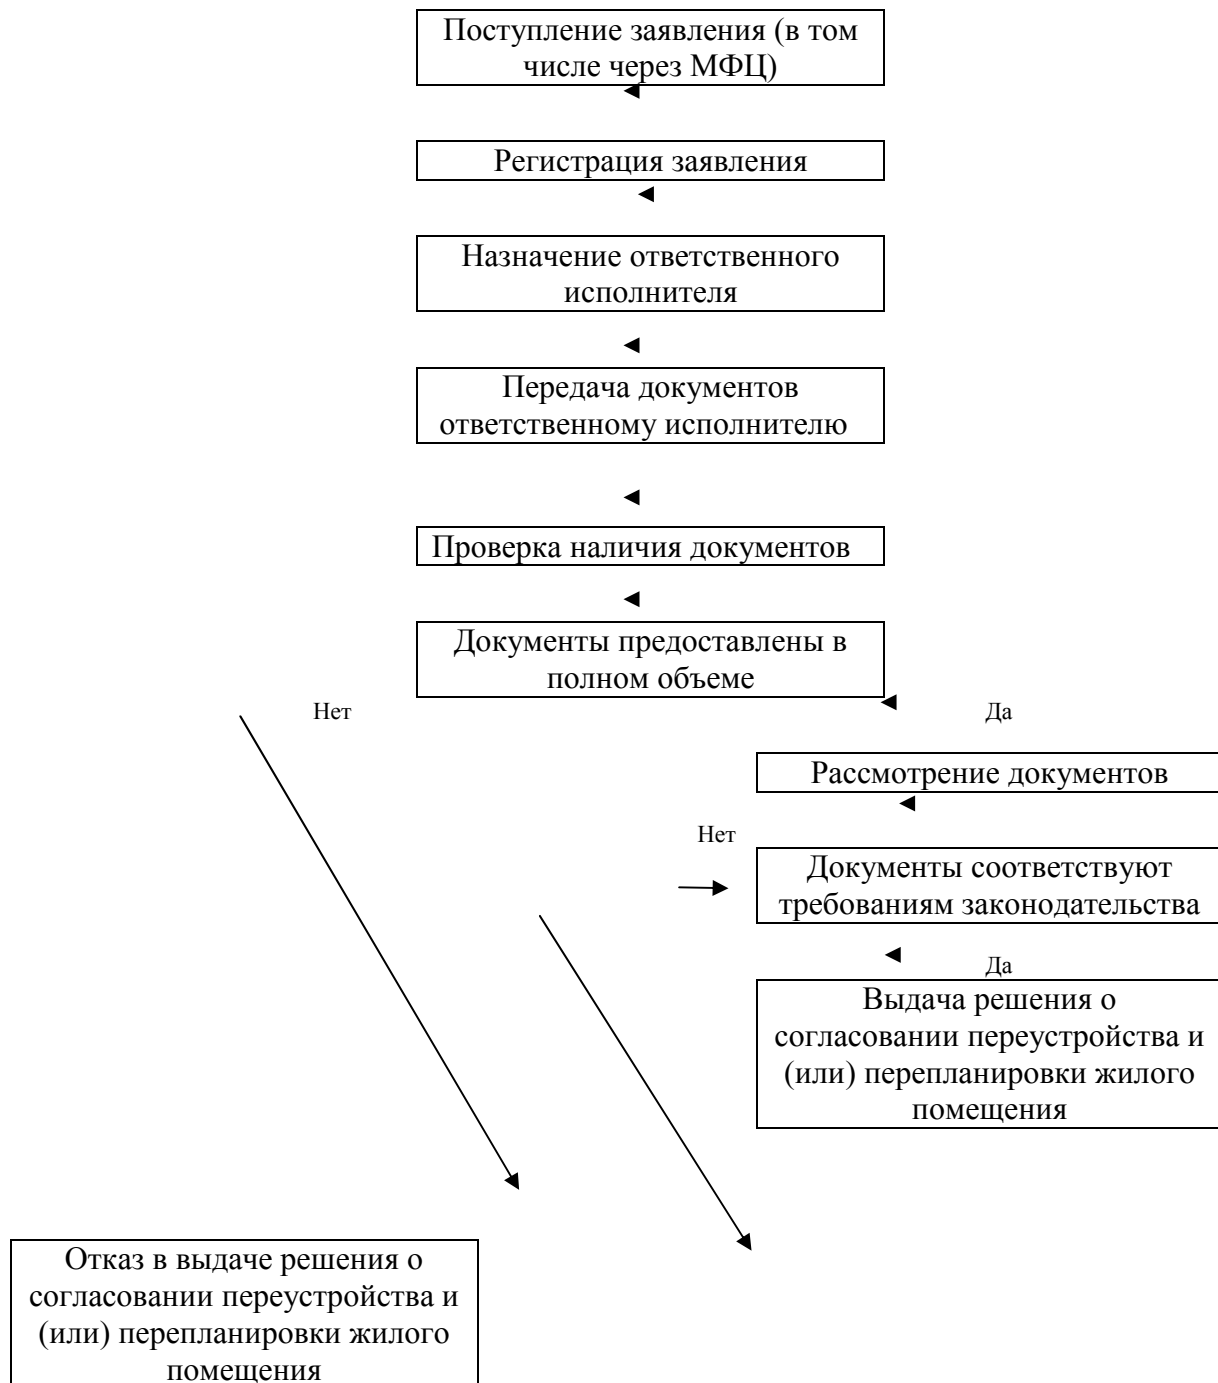 Поступление заявления (в том
числе через МФЦ)
Регистрация заявления
Назначение ответственного
исполнителя
Передача документов
ответственному исполнителю
Проверка наличия документов
Документы предоставлены в
полном объеме
Нет
Да
Рассмотрение документов
Нет
Документы соответствуют
требованиям законодательства
Да
Выдача решения о
согласовании переустройства и
(или) перепланировки жилого
помещения
Отказ в выдаче решения о
согласовании переустройства и
(или) перепланировки жилого
помещения